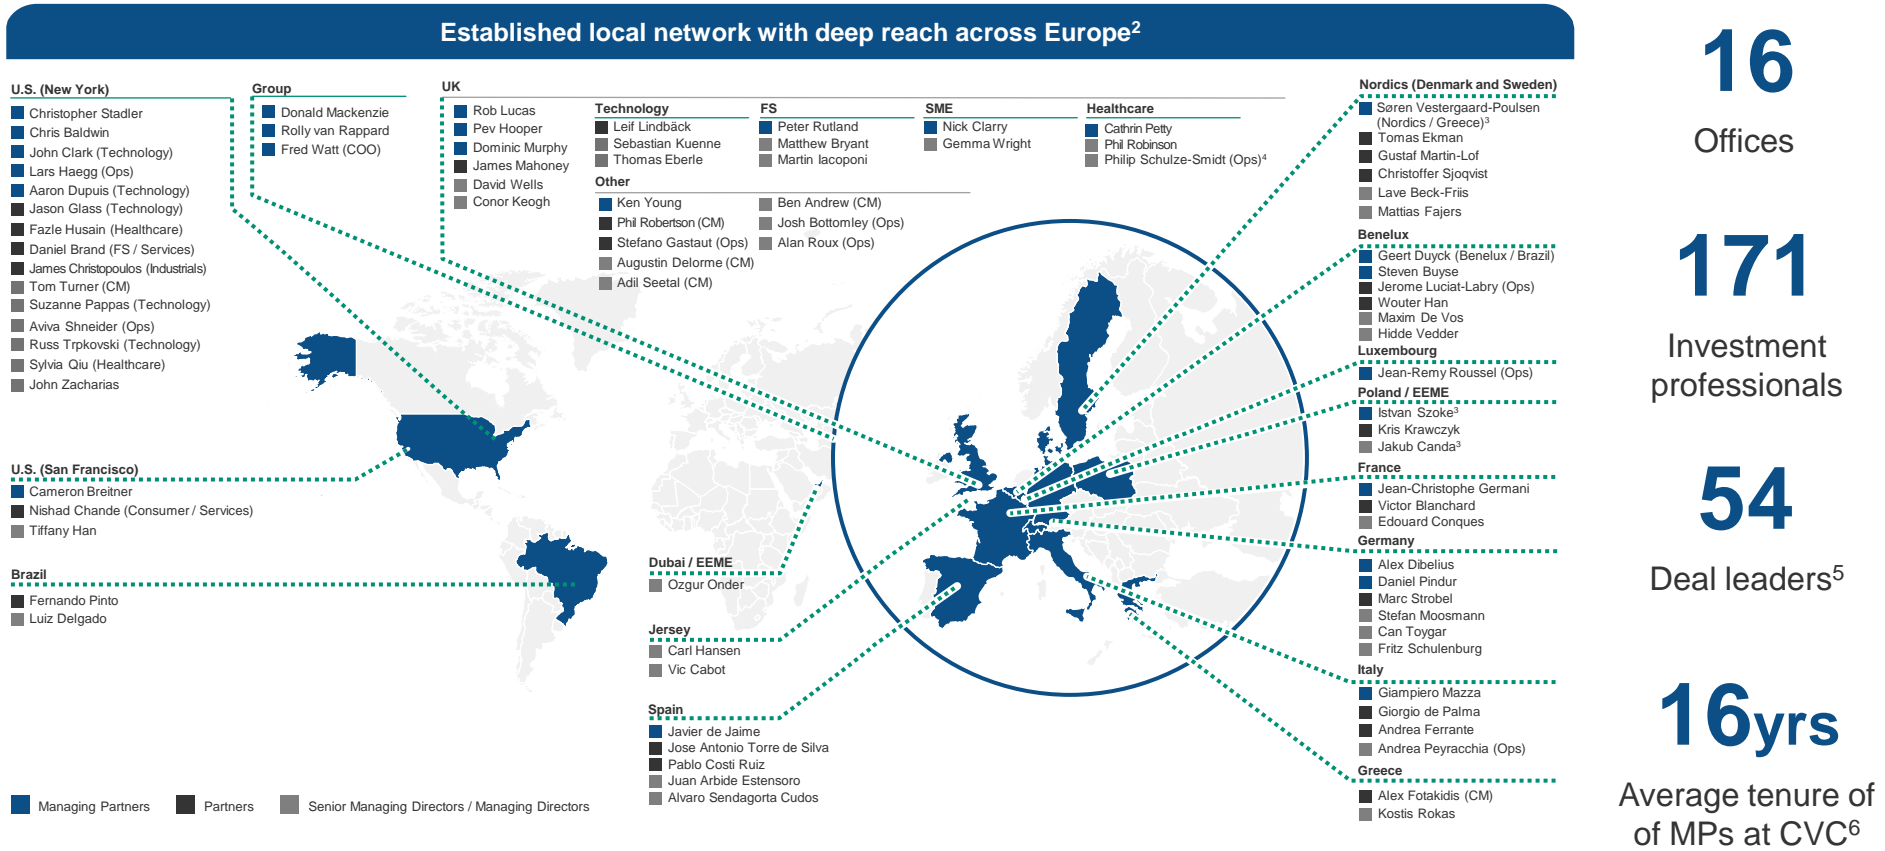 Established local network with deep reach across Europe2
U.S. (New York)
Christopher Stadler
Chris Baldwin
John Clark (Technology)
Lars Haegg (Ops)
Aaron Dupuis (Technology)
Jason Glass (Technology)
Fazle Husain (Healthcare)
Daniel Brand (FS / Services)
James Christopoulos (Industrials)
Tom Turner (CM)
Suzanne Pappas (Technology)
Aviva Shneider (Ops)
Russ Trpkovski (Technology)
Sylvia Qiu (Healthcare)
John Zacharias
U.S. (San Francisco)
Cameron Breitner
Nishad Chande (Consumer / Services)
Tiffany Han
Brazil
Fernando Pinto
Luiz Delgado
Group
Donald Mackenzie
Rolly van Rappard
Fred Watt (COO)
UK
Rob Lucas
Pev Hooper
Dominic Murphy
James Mahoney
David Wells
Conor Keogh
Technology
Leif Lindbäck
Sebastian Kuenne
Thomas Eberle
FS
Peter Rutland
Matthew Bryant
Martin Iacoponi
SME
Nick Clarry
Gemma Wright
Healthcare
Cathrin Petty
Phil Robinson
Philip Schulze-Smidt (Ops)4
Other
Ken Young
Phil Robertson (CM)
Stefano Gastaut (Ops)
Augustin Delorme (CM)
Adil Seetal (CM)
Ben Andrew (CM)
Josh Bottomley (Ops)
Alan Roux (Ops)
Dubai / EEME
Ozgur Onder
Jersey
Carl Hansen
Vic Cabot
Spain
Javier de Jaime
Jose Antonio Torre de Silva
Pablo Costi Ruiz
Juan Arbide Estensoro
Alvaro Sendagorta Cudos
Nordics (Denmark and Sweden)
Søren Vestergaard-Poulsen
(Nordics / Greece)3
Tomas Ekman
Gustaf Martin-Lof
Christoffer Sjoqvist
Lave Beck-Friis
Mattias Fajers
Benelux
Geert Duyck (Benelux / Brazil)
Steven Buyse
Jerome Luciat-Labry (Ops)
Wouter Han
Maxim De Vos
Hidde Vedder
Luxembourg
Jean-Remy Roussel (Ops)
Poland / EEME
Istvan Szoke3
Kris Krawczyk
Jakub Canda3
France
Jean-Christophe Germani
Victor Blanchard
Edouard Conques
Germany
Alex Dibelius
Daniel Pindur
Marc Strobel
Stefan Moosmann
Can Toygar
Fritz Schulenburg
Italy
Giampiero Mazza
Giorgio de Palma
Andrea Ferrante
Andrea Peyracchia (Ops)
Greece
Alex Fotakidis (CM)
Kostis Rokas
Managing Partners
Partners
Senior Managing Directors / Managing Directors
16
Offices
171
Investment
professionals
54
Deal leaders5
16yrs
Average tenure of
of MPs at CVC6